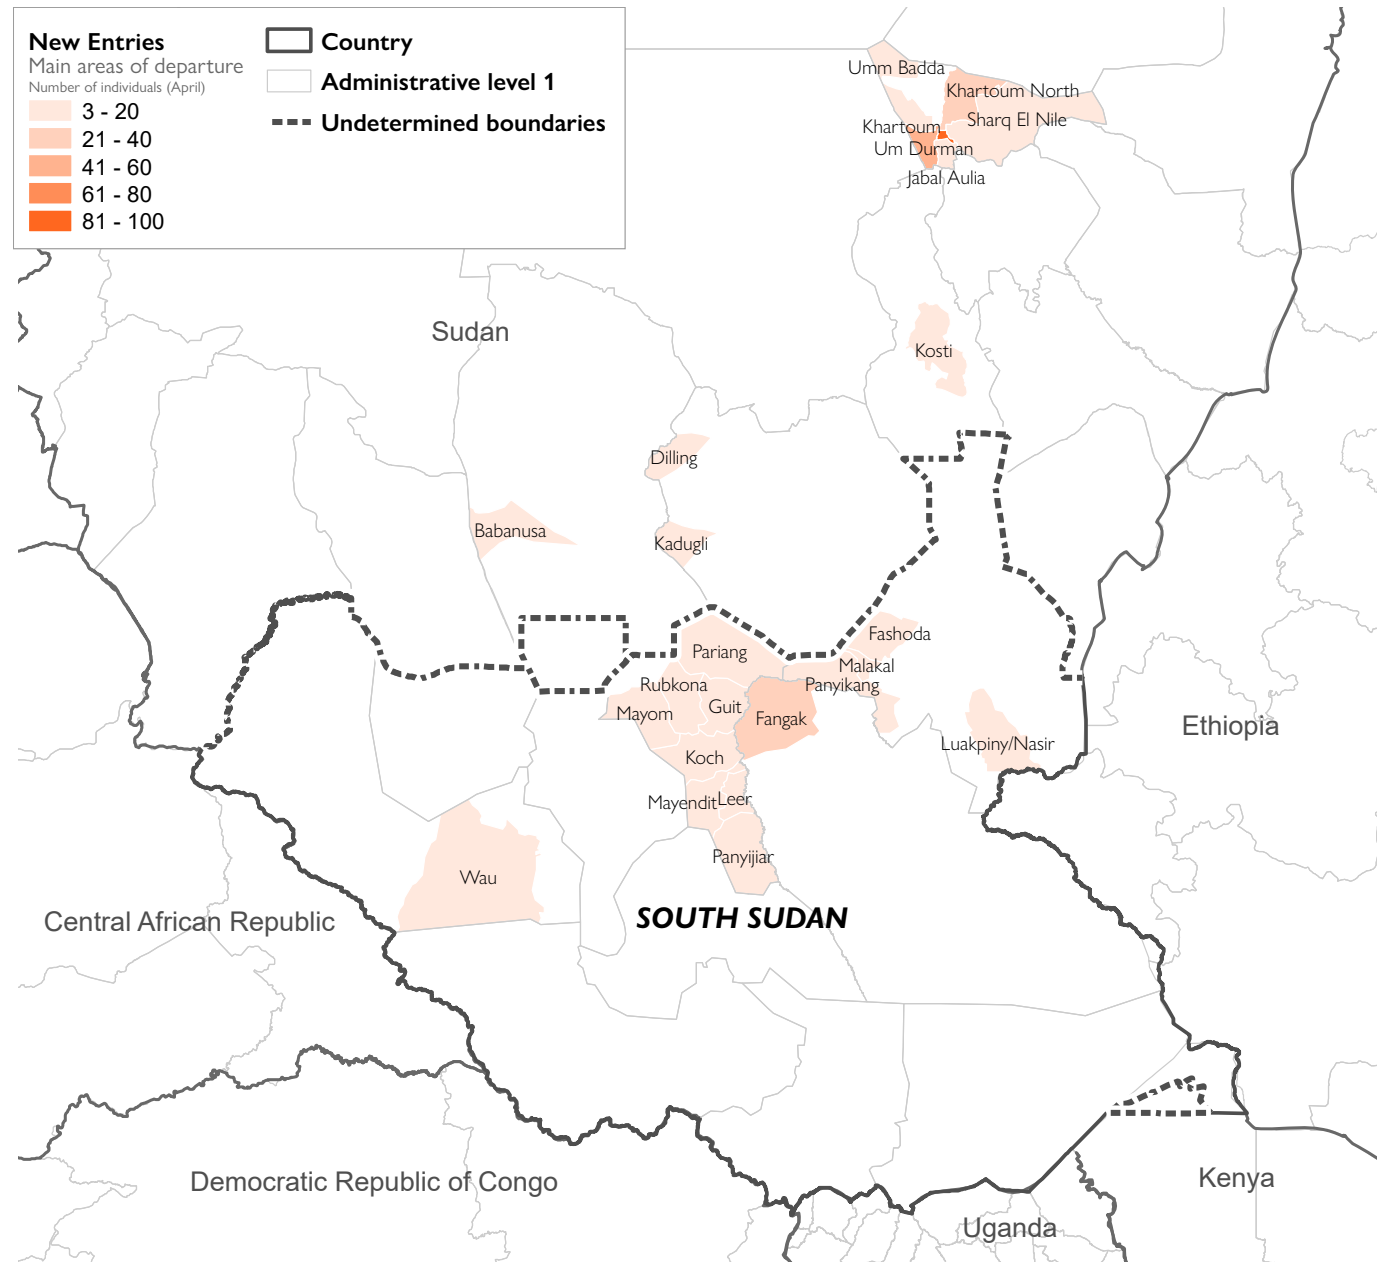 New Entries
Main areas of departure
Number of individuals (April)
3 - 20
21 - 40
41 - 60
61 - 80
81 - 100
Country
Administrative level 1
Undetermined boundaries
Umm Badda
Khartoum North
Sharq El Nile
Khartoum
Um Durman
Jabal Aulia
Sudan
Kosti
Dilling
Babanusa
Kadugli
Fashoda
Pariang
Malakal
Rubkona
Panyikang
Guit
Mayom
Fangak
Ethiopia
Luakpiny/Nasir
Koch
Mayendit
Leer
Panyijiar
Wau
Central African Republic
SOUTH SUDAN
Democratic Republic of Congo
Kenya
Uganda